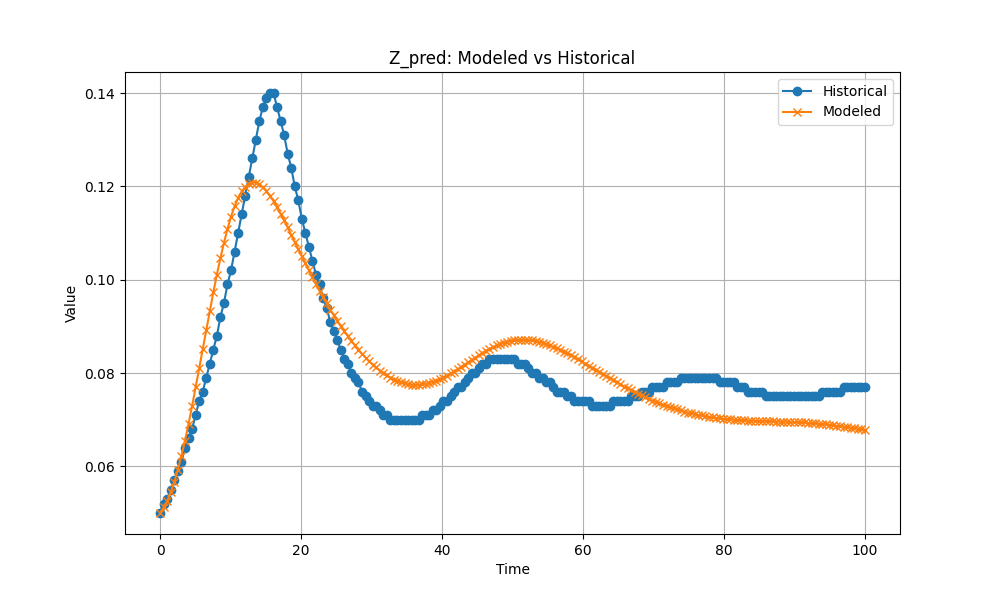 Z_pred: Modeled vs Historical
Historical
Modeled
Value
0.14
0.12
0.10
0.08
0.06
0
20
40
60
80
100
Time